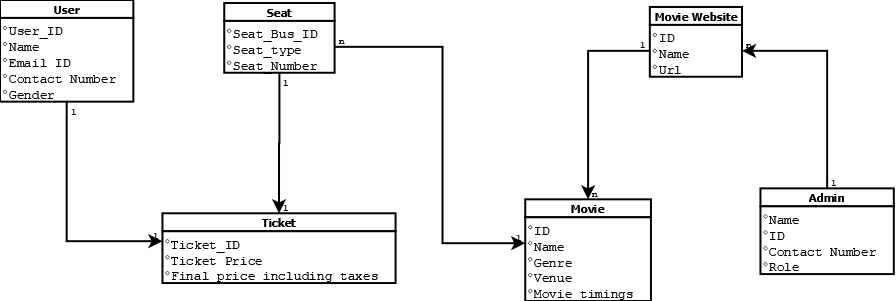 User
User_ID
Name
Email ID
Contact Number
Gender
Seat
Seat_Bus_ID
Seat_type
Seat_Number
Movie Website
ID
Name
Url
n
1
n
1
1
1
1
1
n
1
1
Ticket
Ticket_ID
Ticket Price
Final price including taxes
Movie
ID
Name
Genre
Venue
Movie timings
Admin
Name
ID
Contact Number
Role